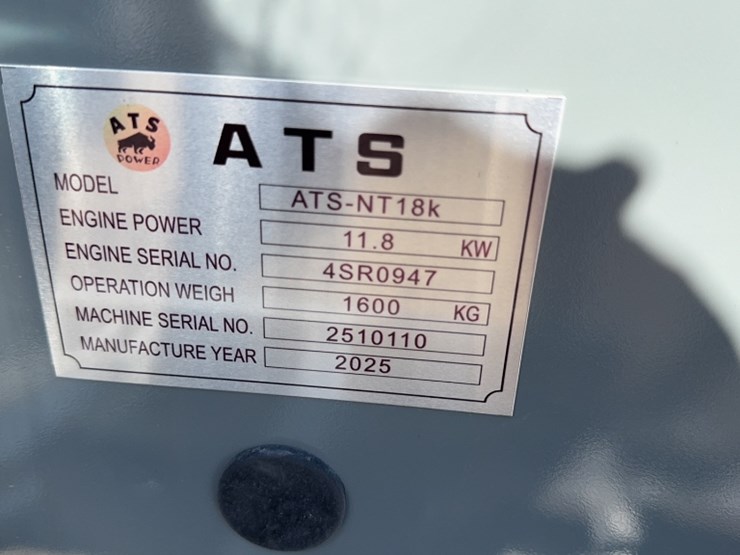 ATS
POWER
ATS
MODEL ATS-NT18k
ENGINE POWER 11.8 KW
ENGINE SERIAL NO. 4SR0947
OPERATION WEIGH 1600 KG
MACHINE SERIAL NO. 2510110
MANUFACTURE YEAR 2025